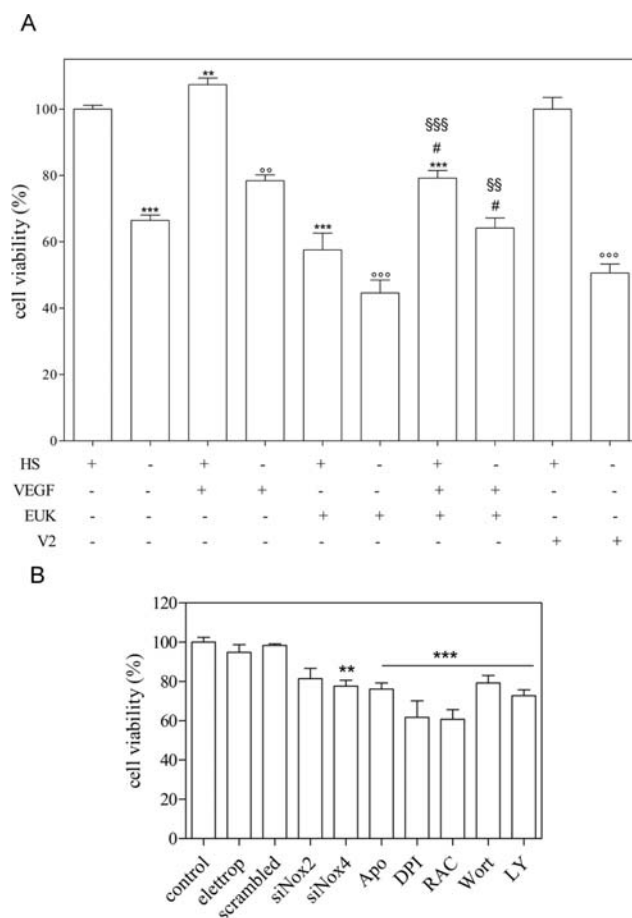 A
cell viability (%)
100
80
60
40
20
0
**
***
°°
***
°°°
§§§
#
***
§§
#
°°°
HS + - + - + - + - + -
VEGF - - + + - - + + - -
EUK - - - - + + + + - -
V2 - - - - - - - - + +
B
cell viability (%)
120
100
80
60
40
20
0
**
***
control
elettrop
scrambled
siNox2
siNox4
Apo
DPI
RAC
Wort
LY